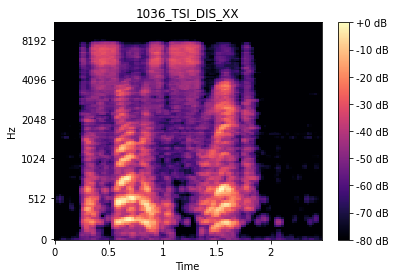 1036_TSI_DIS_XX
+0 dB
8192
-10 dB
4096
-20 dB
-30 dB
2048
Hz
-40 dB
1024
-50 dB
512
-60 dB
-70 dB
0
-80 dB
0 0.5 1 1.5 2
Time